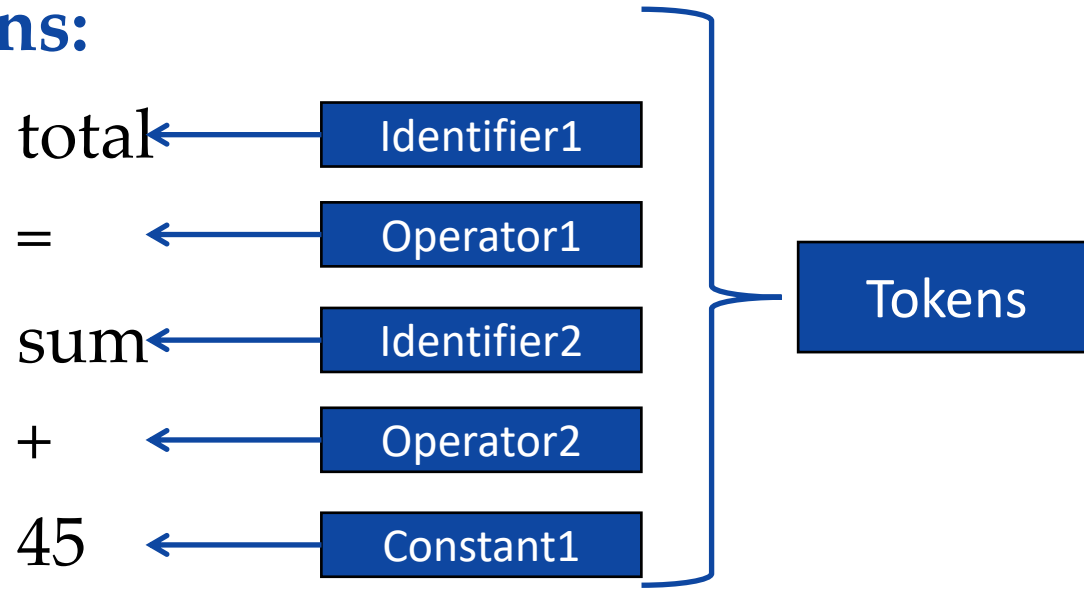 ns:
total Identifier1
= Operator1
sum Identifier2
Tokens
+ Operator2
45 Constant1